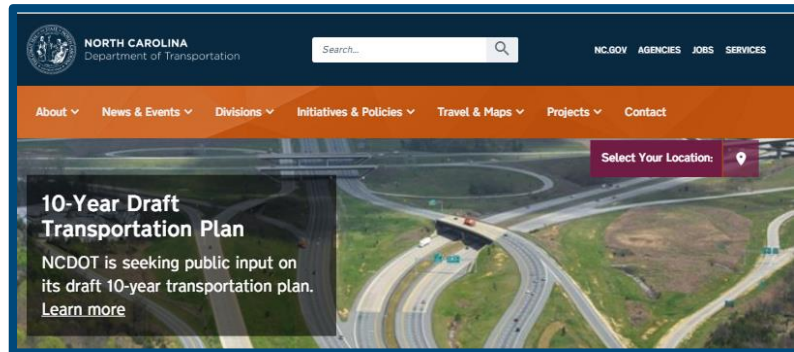 NORTH CAROLINA
Department of Transportation
Search...
NC.GOV AGENCIES JOBS SERVICES
About News & Events Divisions Initiatives & Policies Travel & Maps Projects Contact
Select Your Location:
10-Year Draft
Transportation Plan
NCDOT is seeking public input on
its draft 10-year transportation plan.
Learn more